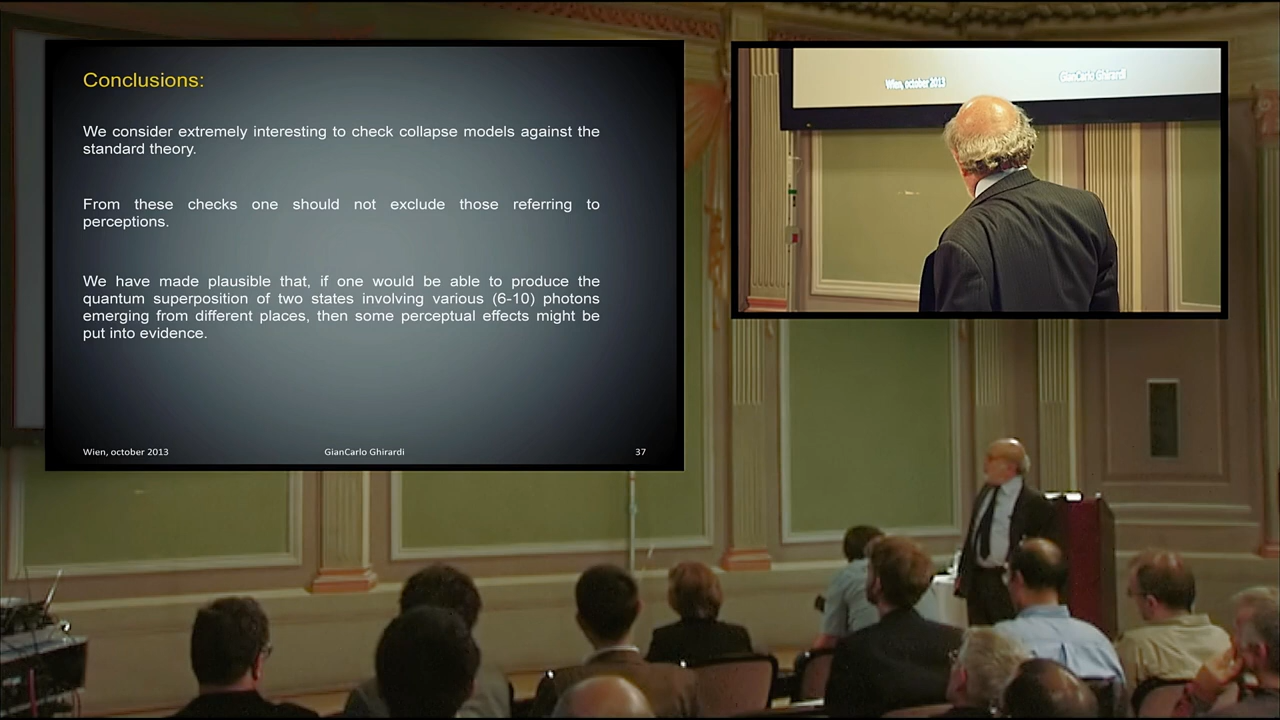 Conclusions:
We consider extremely interesting to check collapse models against the
standard theory.
From these checks one should not exclude those referring to
perceptions.
We have made plausible that, if one would be able to produce the
quantum superposition of two states involving various (6-10) photons
emerging from different places, then some perceptual effects might be
put into evidence.
Wien, october 2013 GianCarlo Ghirardi 37
Wien, october 2013 GianCarlo Ghirardi